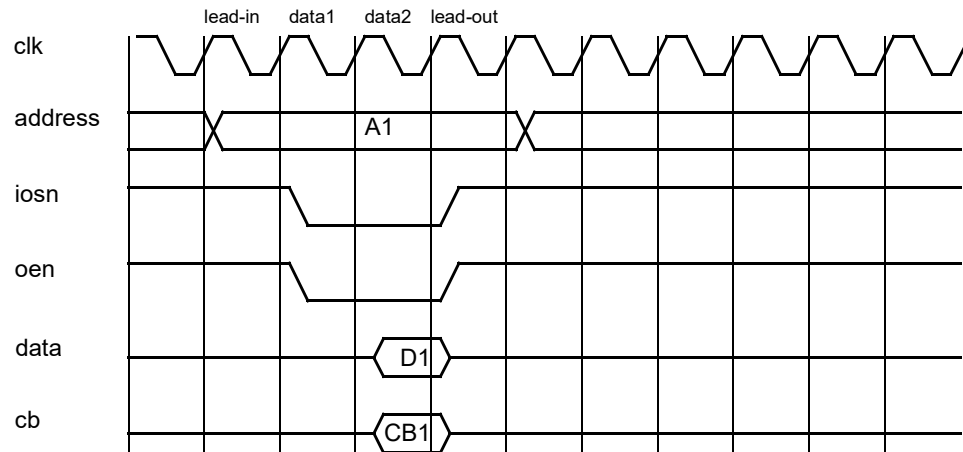 lead-in data1 data2 lead-out
clk
address A1
iosn
oen
data D1
cb CB1